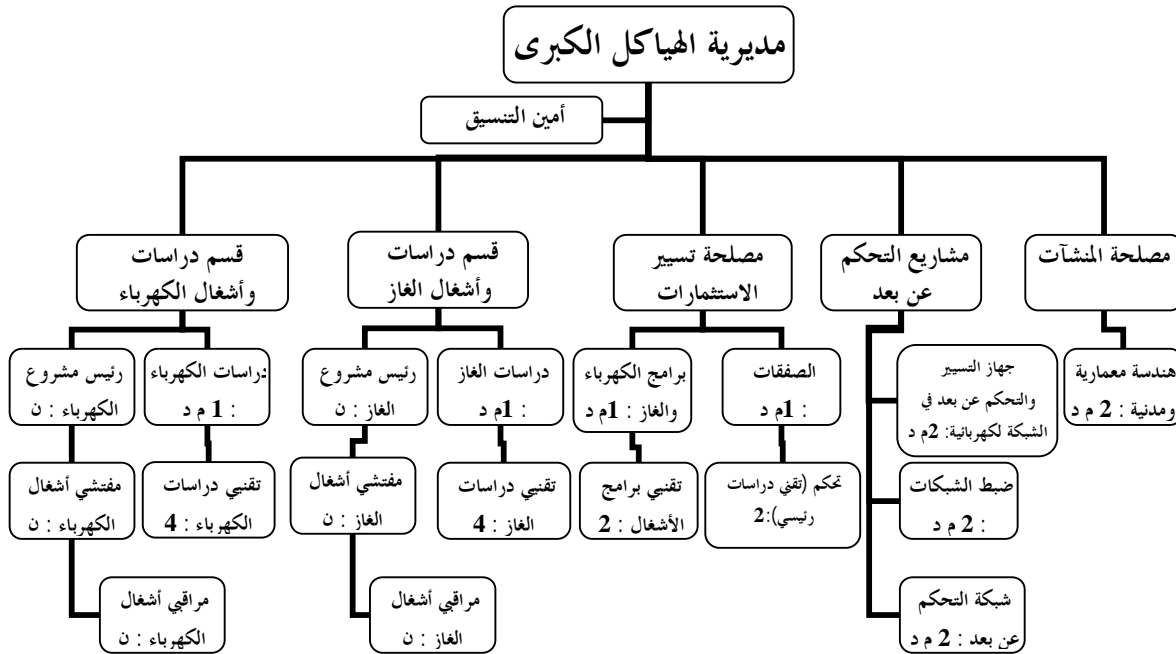 مديرية الهياكل الكبرى
أمين التنسيق
مصلحة المنشآت
مشاريع التحكم
عن بعد
مصلحة تسيير
الاستثمارات
قسم دراسات
وأشغال الغاز
قسم دراسات
وأشغال الكهرباء
هندسة معمارية
ومدنية : 2 م د
جهاز التسيير
والتحكم عن بعد في
الشبكة لكهربائية: 2م د
ضبط الشبكات
: 2 م د
شبكة التحكم
عن بعد : 2 م د
الصفقات
: 1م د
تحكم (تقني دراسات
رئيسي):2
برامج الكهرباء
والغاز : 1م د
تقنيي برامج
الأشغال : 2
دراسات الغاز
: 1م د
تقنيي دراسات
الغاز : 4
رئيس مشروع
الغاز : ن
مفتشي أشغال
الغاز : ن
مراقبي أشغال
الغاز : ن
دراسات الكهرباء
: 1 م د
تقنيي دراسات
الكهرباء : 4
رئيس مشروع
الكهرباء : ن
مفتشي أشغال
الكهرباء : ن
مراقبي أشغال
الكهرباء : ن